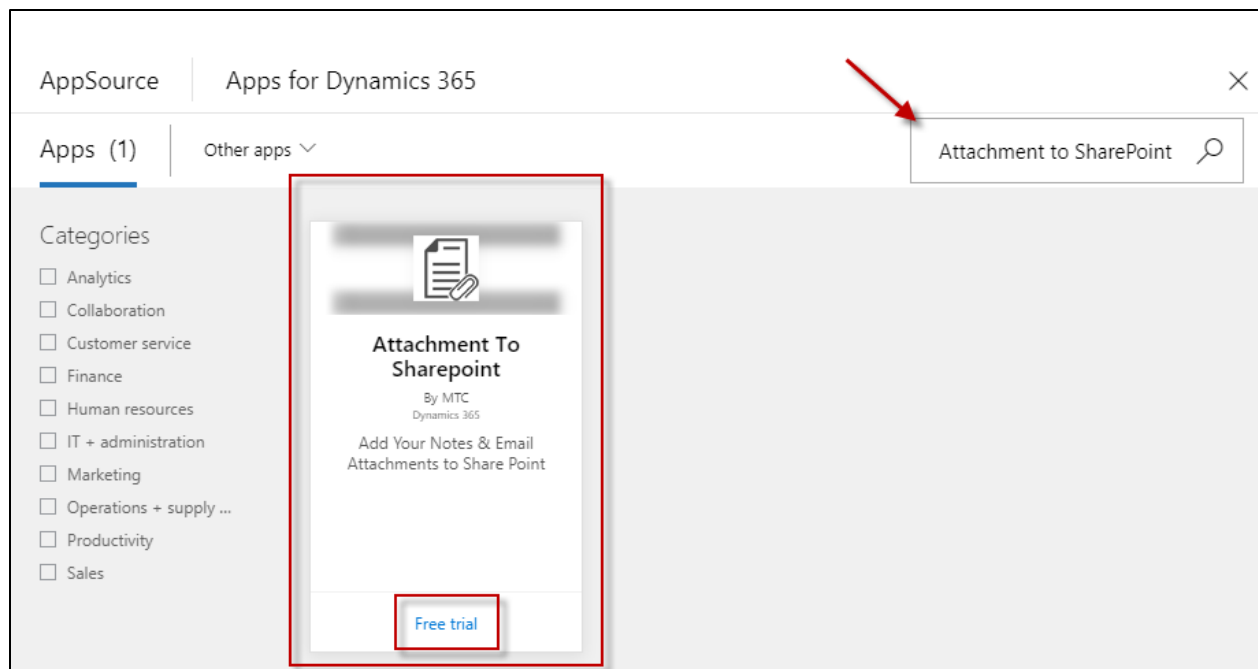 AppSource
Apps for Dynamics 365
Apps (1)
Other apps
Attachment to SharePoint
Categories
Analytics
Collaboration
Customer service
Finance
Human resources
IT + administration
Marketing
Operations + supply ...
Productivity
Sales
Attachment To
Sharepoint
By MTC
Dynamics 365
Add Your Notes & Email
Attachments to Share Point
Free trial